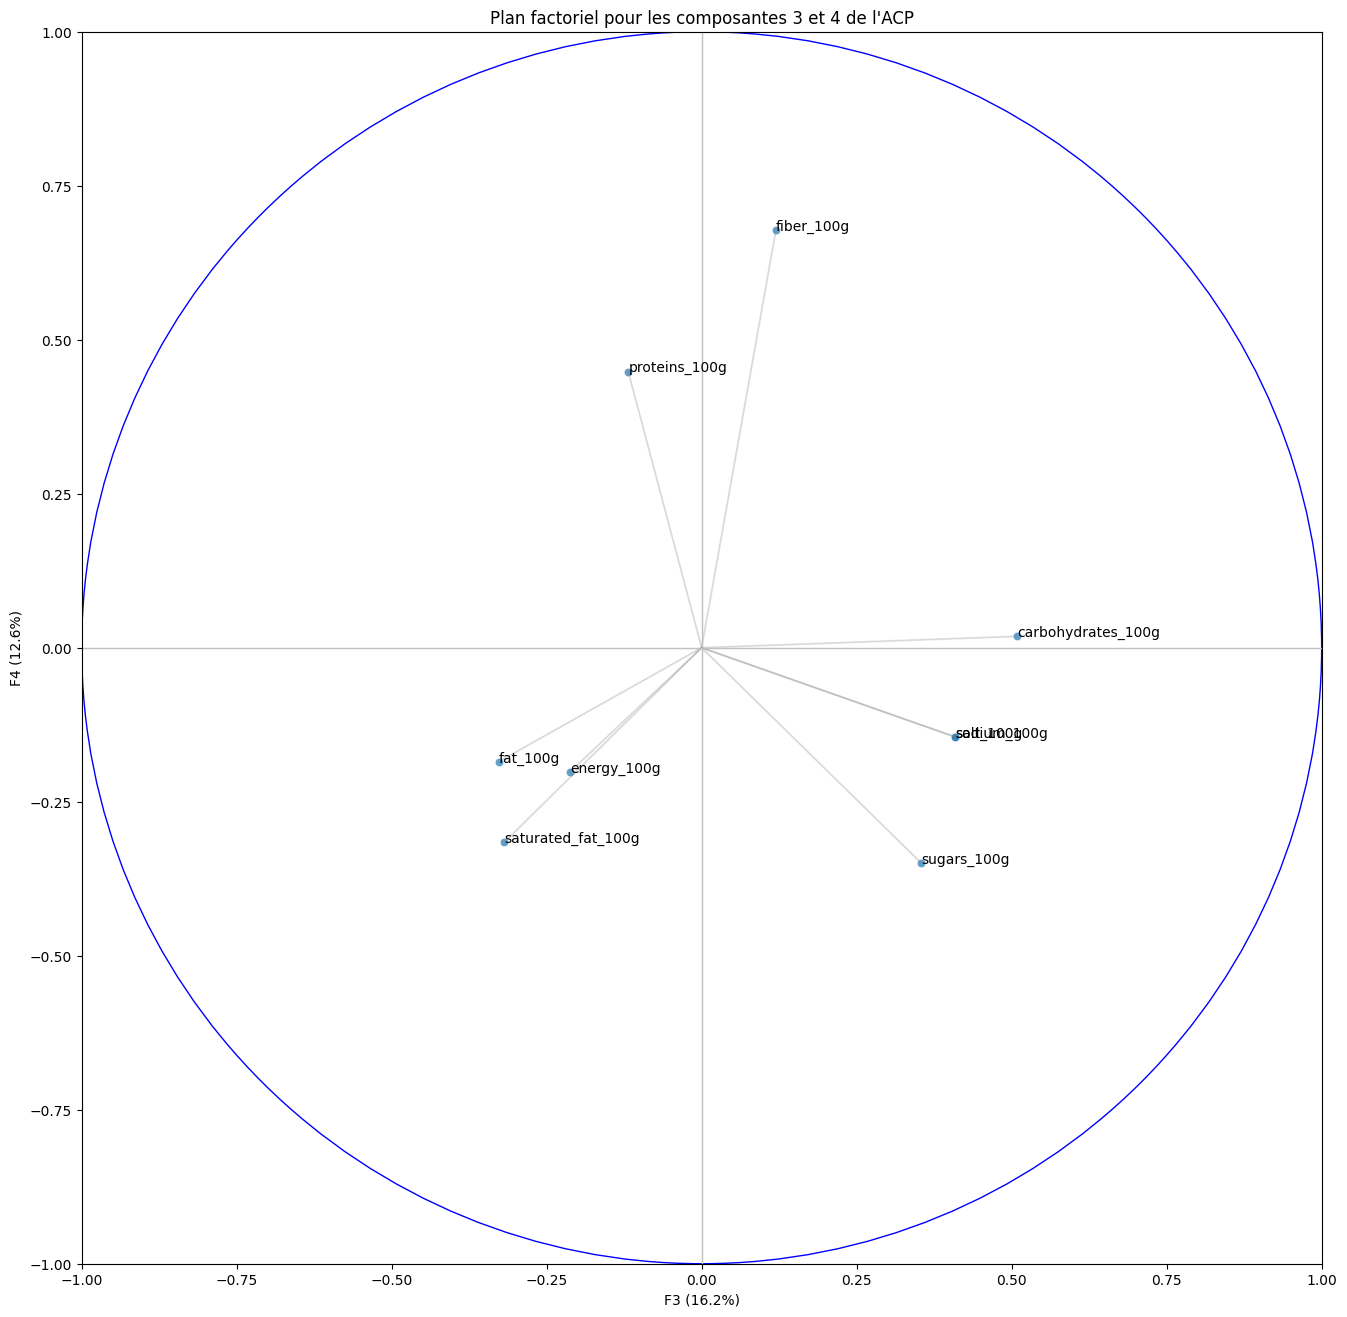 Plan factoriel pour les composantes 3 et 4 de l'ACP
1.00
0.75
0.50
0.25
0.00
−0.25
−0.50
−0.75
−1.00
F4 (12.6%)
fiber_100g
proteins_100g
carbohydrates_100g
salt_100g
sodium_100g
fat_100g
energy_100g
saturated_fat_100g
sugars_100g
−1.00
−0.75
−0.50
−0.25
0.00
0.25
0.50
0.75
1.00
F3 (16.2%)